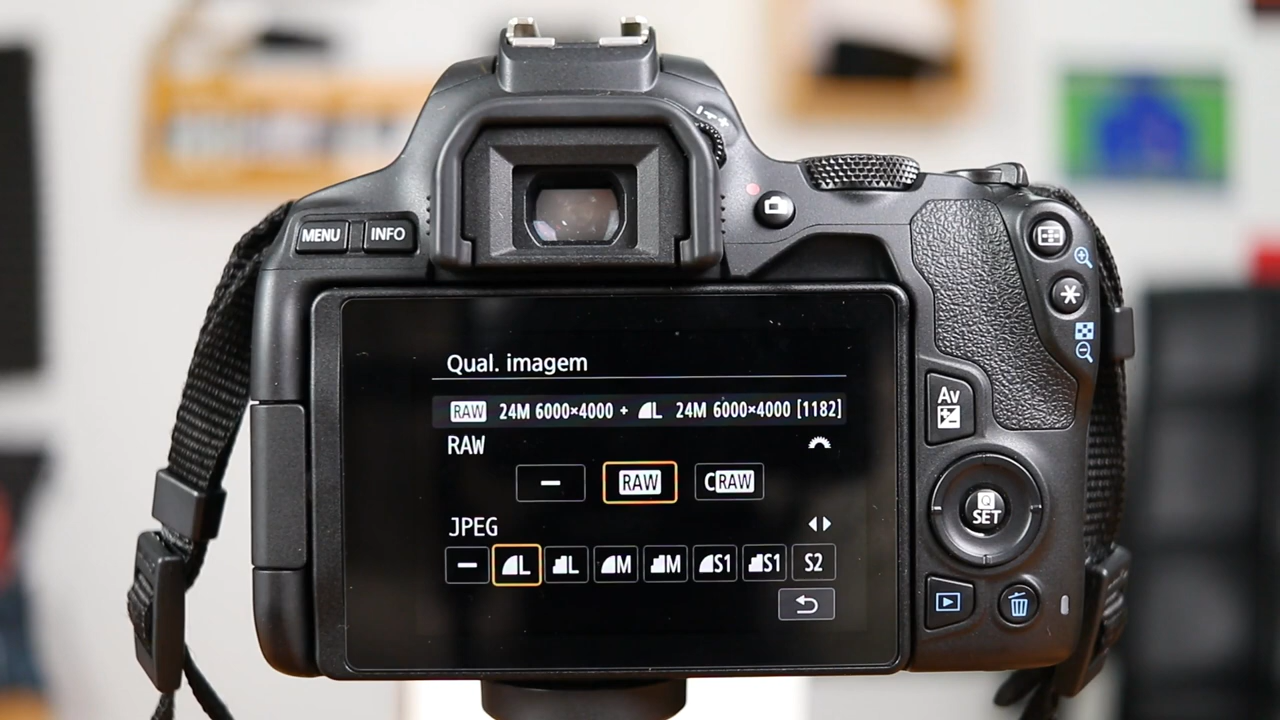 MENU INFO
Qual. imagem
RAW 24M 6000×4000 + L 24M 6000×4000 [1182]
RAW
– RAW CRAW
JPEG
– L L M M S1 S1 S2
Av
Q
SET